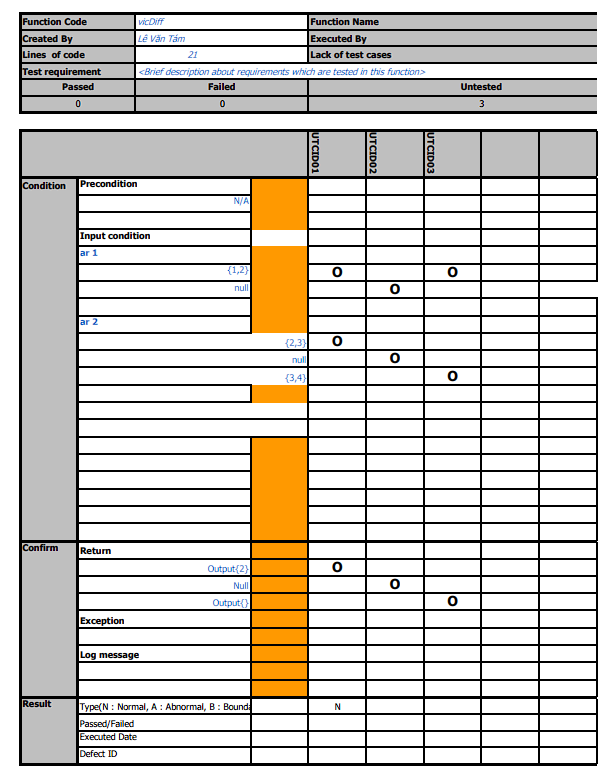 Function Code vicDiff Function Name
Created By Lê Văn Tám Executed By
Lines of code 21 Lack of test cases
Test requirement <Brief description about requirements which are tested in this function>
Passed Failed Untested
0 0 3
UTCID01 UTCID02 UTCID03
Condition Precondition
N/A
Input condition
ar 1
{1,2} O O
null O
ar 2
{2,3} O
null O
{3,4} O
Confirm Return
Output{2} O
Null O
Output{} O
Exception
Log message
Result Type(N : Normal, A : Abnormal, B : Bounda N
Passed/Failed
Executed Date
Defect ID